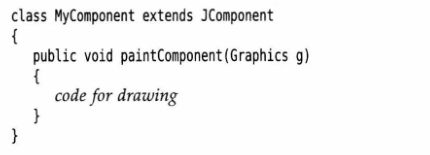 class MyComponent extends JComponent
{
public void paintComponent(Graphics g)
{
code for drawing
}
}